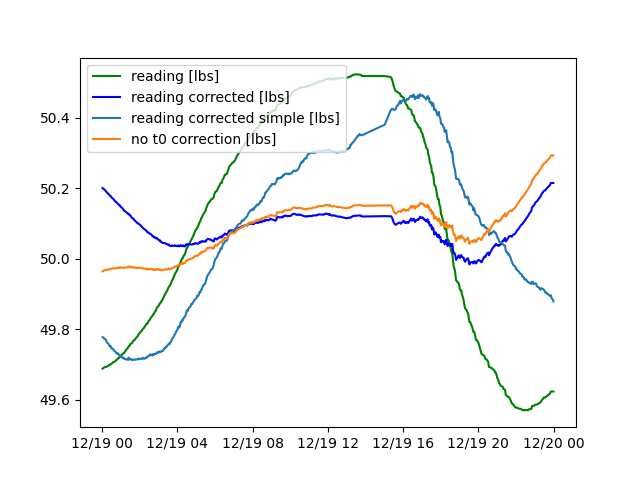 reading [lbs]
reading corrected [lbs]
reading corrected simple [lbs]
no t0 correction [lbs]
50.4
50.2
50.0
49.8
49.6
12/19 00 12/19 04 12/19 08 12/19 12 12/19 16 12/19 20 12/20 00